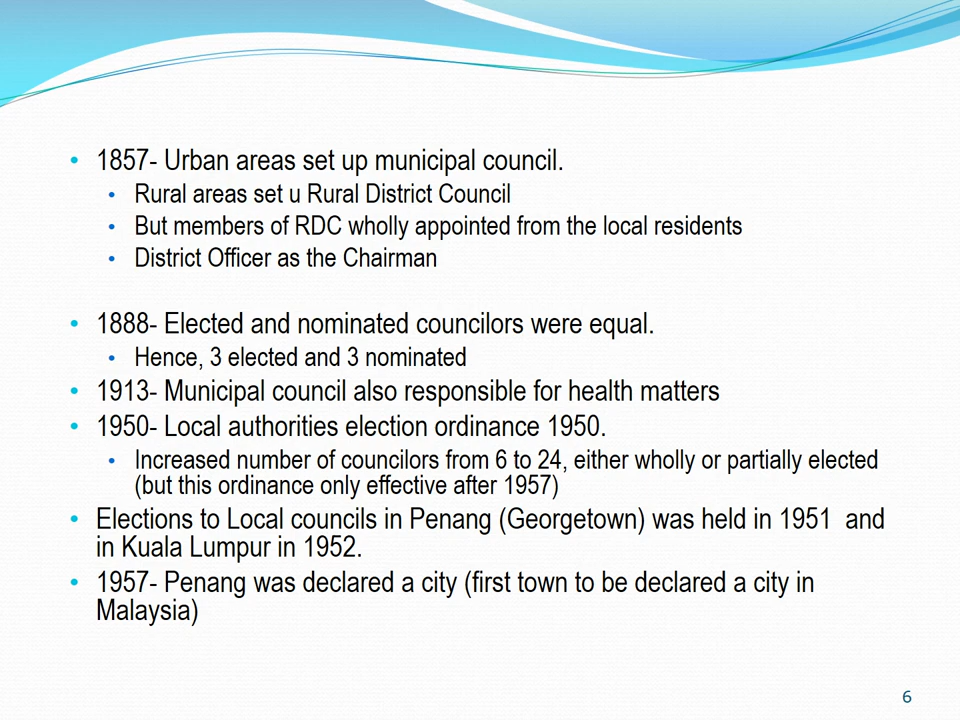 • 1857- Urban areas set up municipal council.
• Rural areas set u Rural District Council
• But members of RDC wholly appointed from the local residents
• District Officer as the Chairman
• 1888- Elected and nominated councilors were equal.
• Hence, 3 elected and 3 nominated
• 1913- Municipal council also responsible for health matters
• 1950- Local authorities election ordinance 1950.
• Increased number of councilors from 6 to 24, either wholly or partially elected
(but this ordinance only effective after 1957)
• Elections to Local councils in Penang (Georgetown) was held in 1951 and
in Kuala Lumpur in 1952.
• 1957- Penang was declared a city (first town to be declared a city in
Malaysia)
6